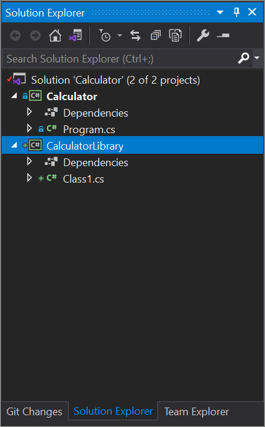 Solution Explorer
Search Solution Explorer (Ctrl+;)
Solution 'Calculator' (2 of 2 projects)
C# Calculator
Dependencies
C# Program.cs
C# CalculatorLibrary
Dependencies
C# Class1.cs
Git Changes Solution Explorer Team Explorer